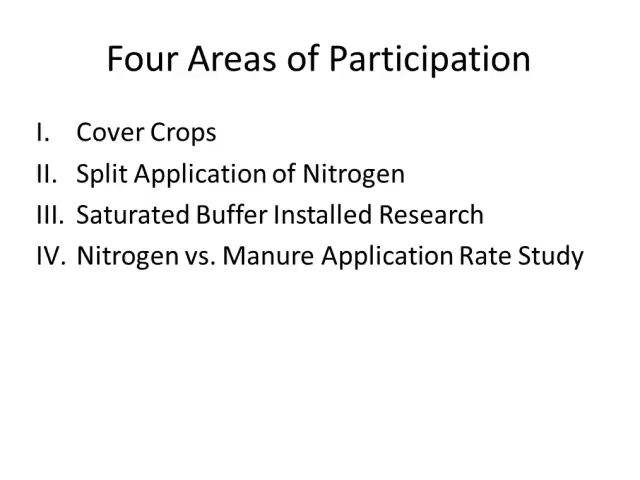 Four Areas of Participation
I. Cover Crops
II. Split Application of Nitrogen
III. Saturated Buffer Installed Research
IV. Nitrogen vs. Manure Application Rate Study